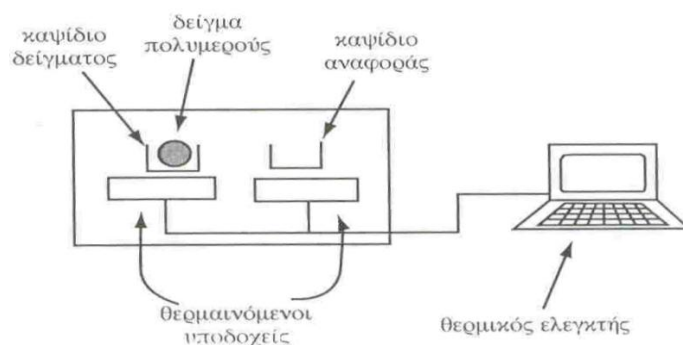 καψίδιο
δείγματος
δείγμα
πολυμερούς
καψίδιο
αναφοράς
θερμαινόμενοι
υποδοχείς
θερμικός ελεγκτής